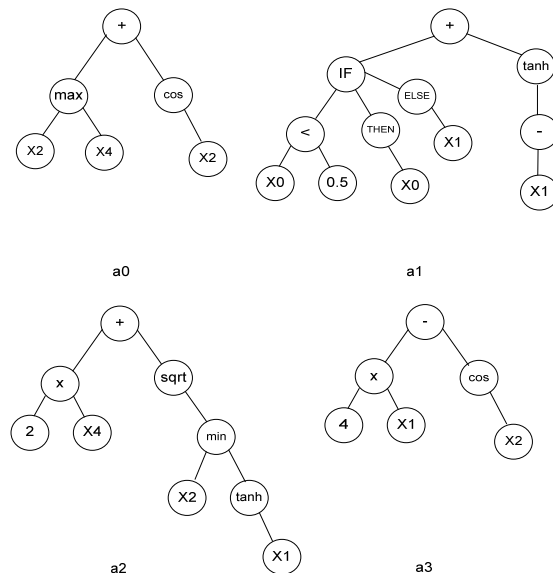 + +
IF tanh
max cos ELSE
< THEN -
X2 X4 X2 X1
X0 0.5 X0 X1
a0 a1
+ -
x sqrt x cos
2 X4 min 4 X1 X2
X2 tanh
X1
a2 a3